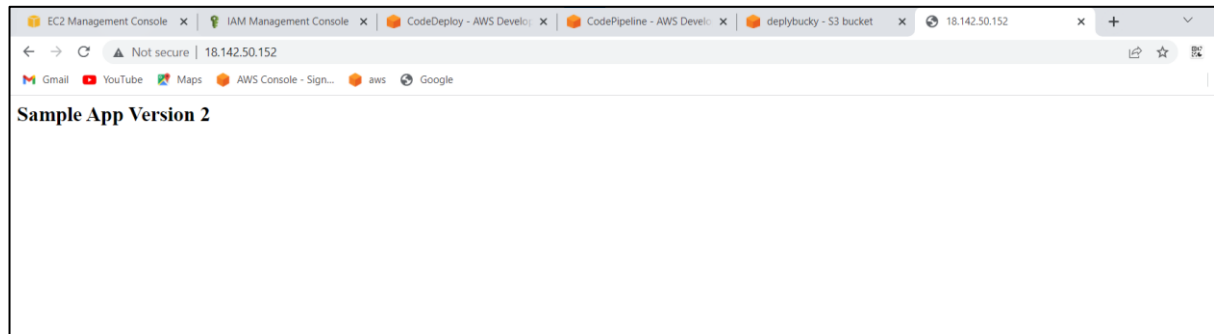 EC2 Management Console IAM Management Console CodeDeploy - AWS Develop CodePipeline - AWS Develo deplybucky - S3 bucket 18.142.50.152
Not secure | 18.142.50.152
Gmail YouTube Maps AWS Console - Sign... aws Google
Sample App Version 2